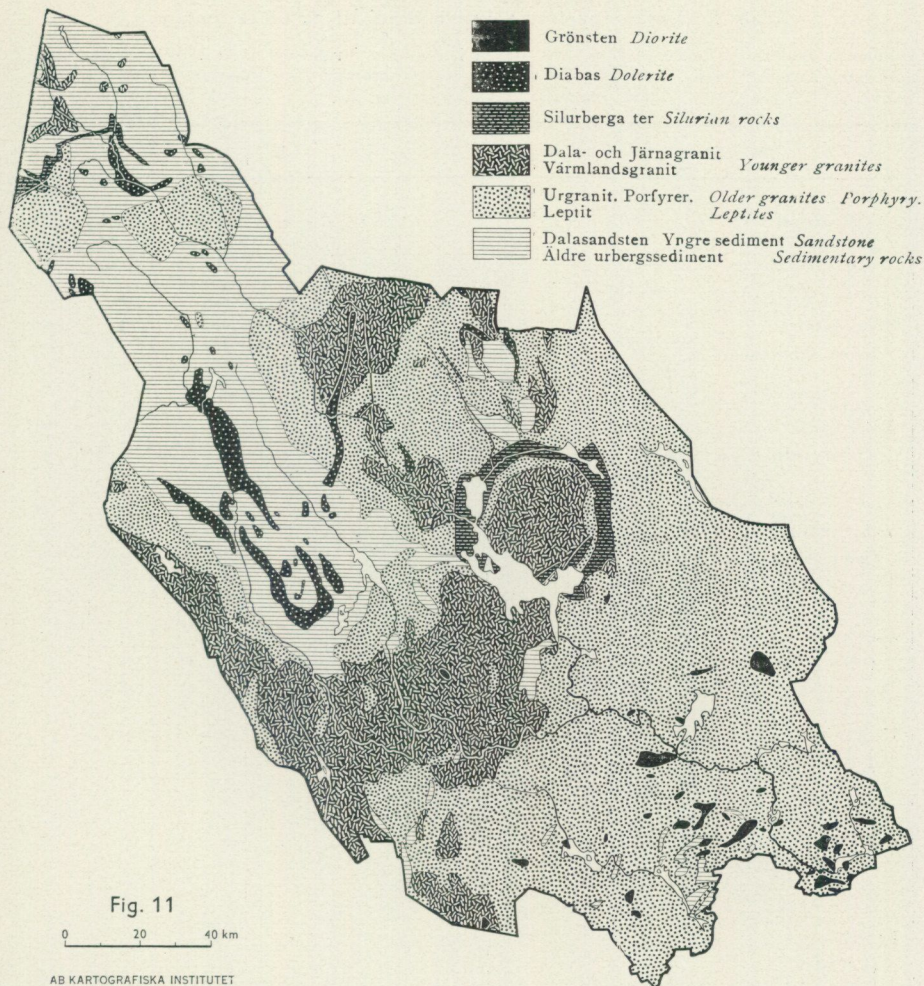 Grönsten Diorite
Diabas Dolerite
Silurberga ter Silurian rocks
Dala- och Järnagranit
Värmlandsgranit Younger granites
Urgranit. Porfyrer. Older granites Porphyry.
Leptit Leptites
Dalasandsten Yngre sediment Sandstone
Äldre urbergssediment Sedimentary rocks
Fig. 11
0 20 40 km
AB KARTOGRAFISKA INSTITUTET